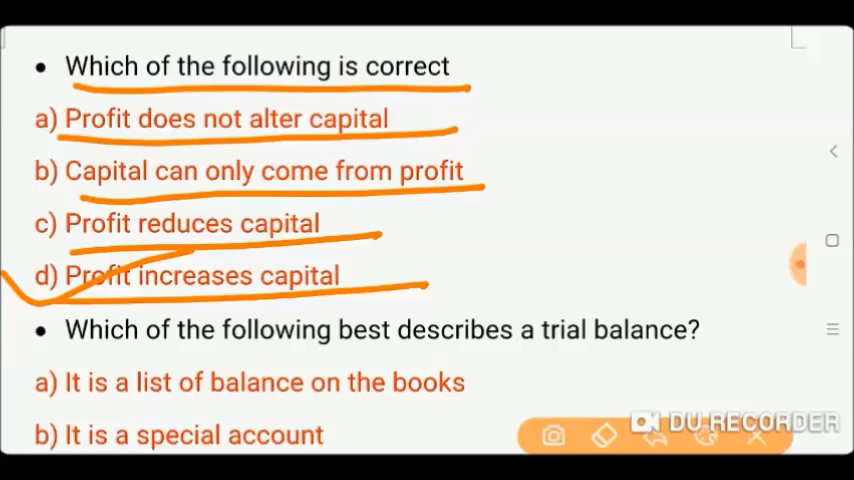 • Which of the following is correct
a) Profit does not alter capital
b) Capital can only come from profit
c) Profit reduces capital
d) Profit increases capital
• Which of the following best describes a trial balance?
a) It is a list of balance on the books
b) It is a special account
DU RECORDER